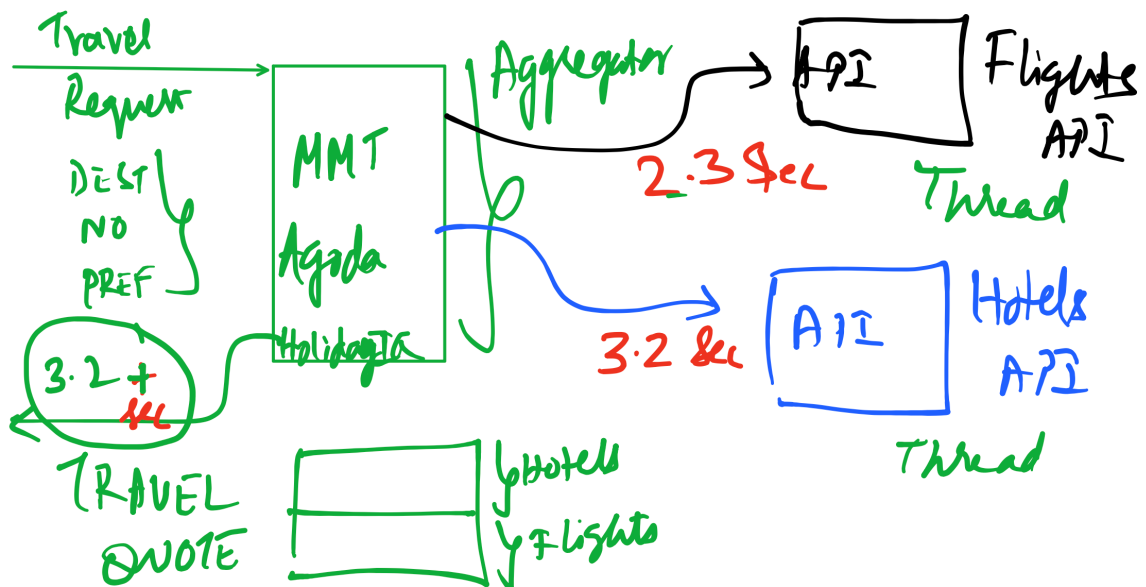 Travel
Request
DEST
NO
PREF
3.2 +
sec
TRAVEL
QUOTE
MMT
Agoda
HolidayIQ
Aggregator
2.3 Sec
API
Flights
API
Thread
3.2 Sec
API
Hotels
API
Thread
Hotels
Flights